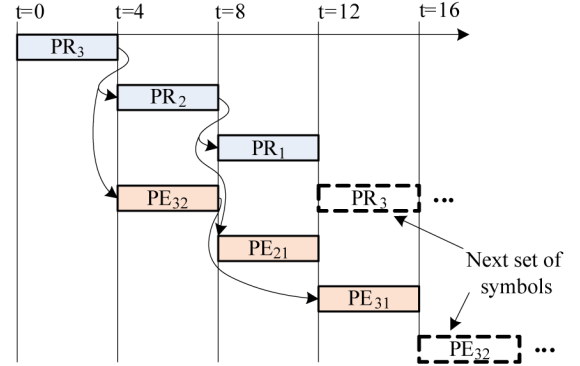 t=0 t=4 t=8 t=12 t=16
PR₃
PR₂
PR₁
PE₃₂ PR₃ •••
PE₂₁
Next set of
symbols
PE₃₁
PE₃₂ •••